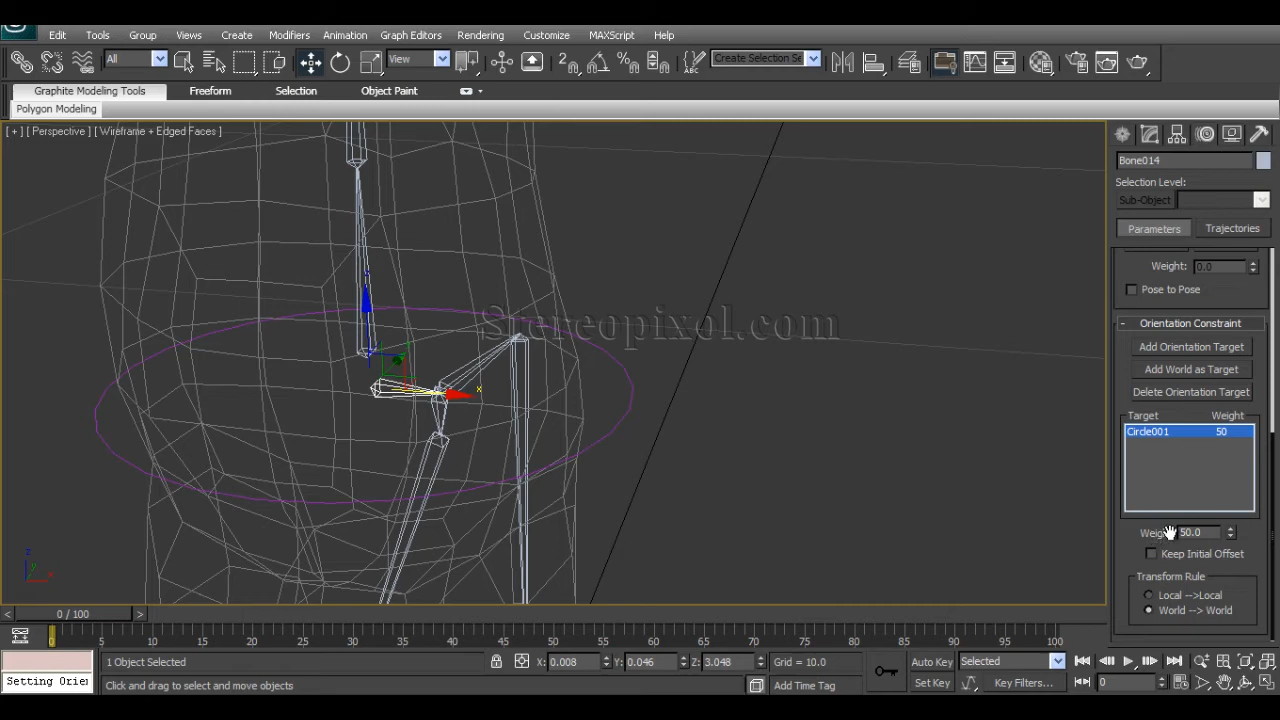 Edit Tools Group Views Create Modifiers Animation Graph Editors Rendering Customize MAXScript Help
All View Create Selection Se
Graphite Modeling Tools Freeform Selection Object Paint
Polygon Modeling
[ + ] [ Perspective ] [ Wireframe + Edged Faces ]
Bone014
Selection Level:
Sub-Object
Parameters Trajectories
Weight: 0.0
Pose to Pose
- Orientation Constraint
Add Orientation Target
Add World as Target
Delete Orientation Target
Target Weight
Circle001 50
50.0
Keep Initial Offset
Transform Rule
Local -->Local
World --> World
Stereopixol.com
x
z
y
x
< 0 / 100 >
0 5 10 15 20 25 30 35 40 45 50 55 60 65 70 75 80 85 90 95 100
1 Object Selected X: 0.008 Y: 0.046 Z: 3.048 Grid = 10.0 Auto Key Selected
Setting Orie Click and drag to select and move objects Add Time Tag Set Key Key Filters... 0